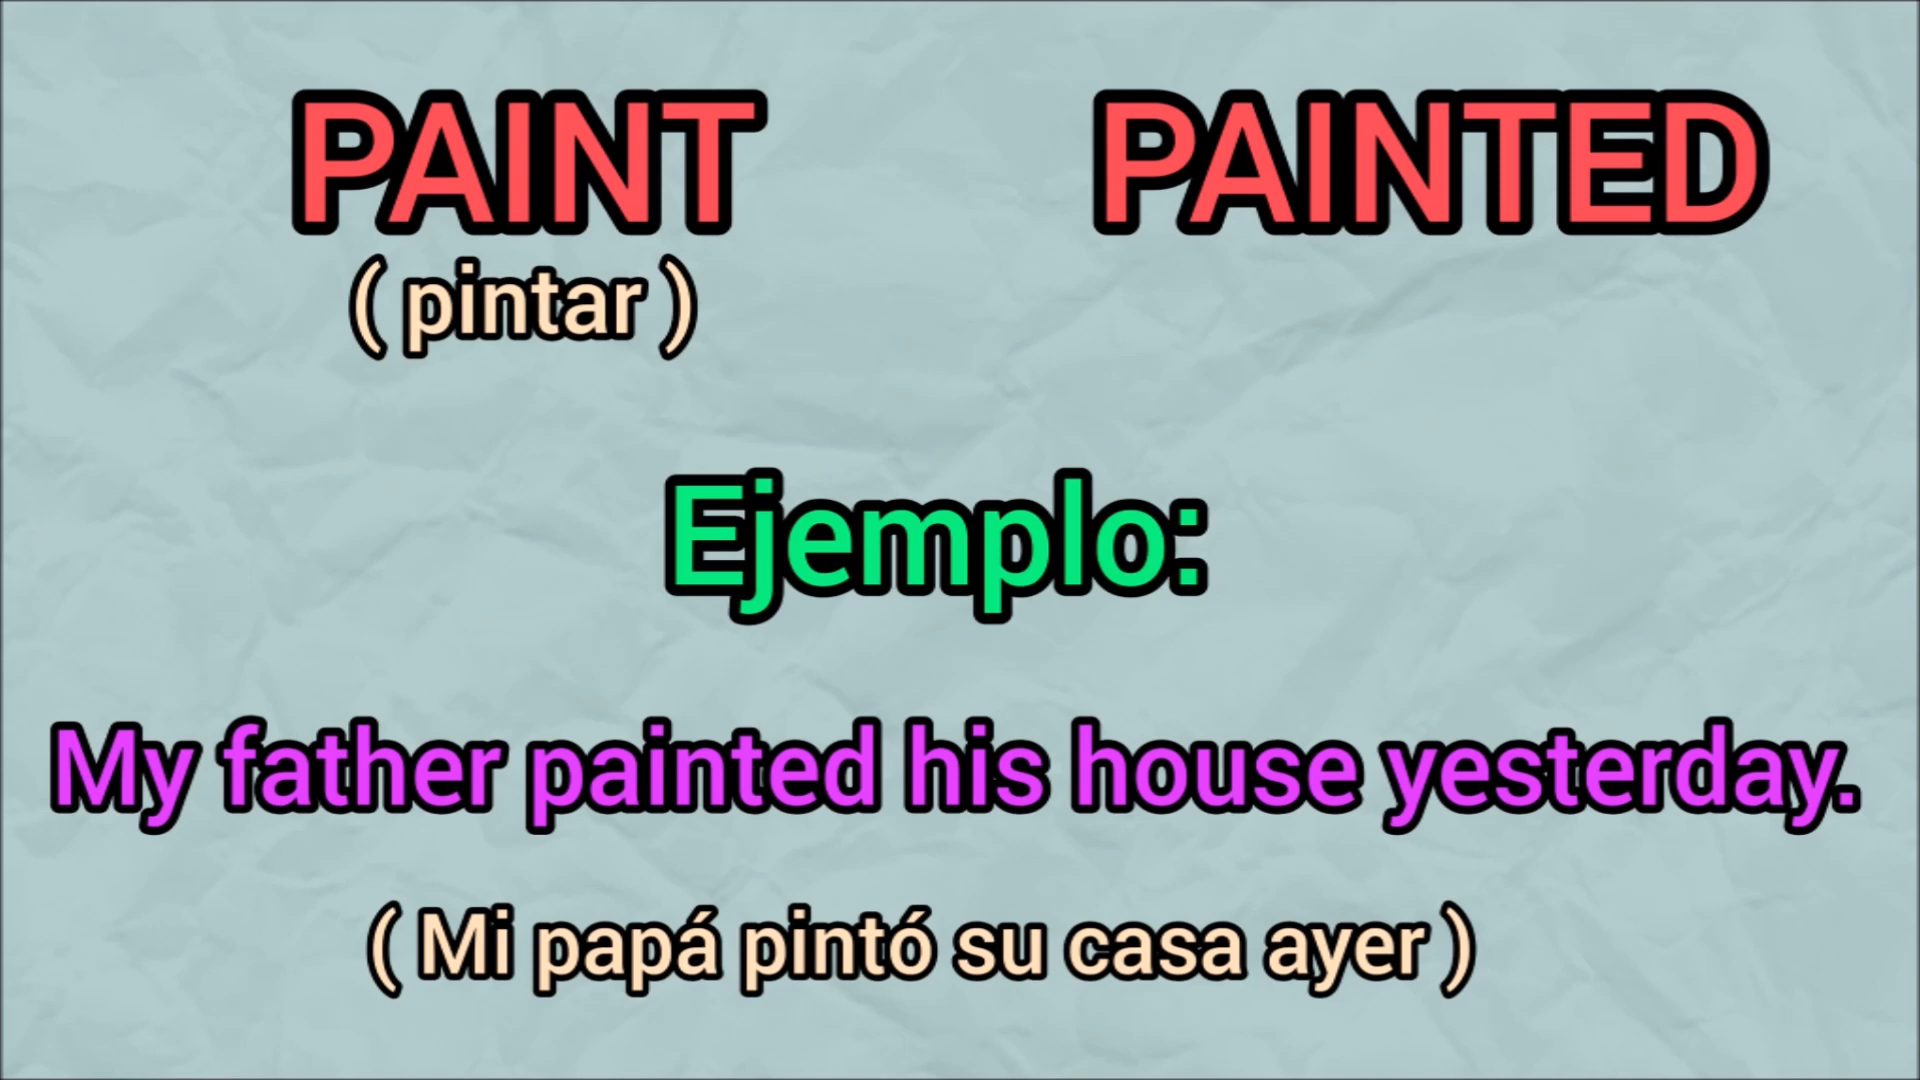 PAINT PAINTED
( pintar )
Ejemplo:
My father painted his house yesterday.
( Mi papá pintó su casa ayer )